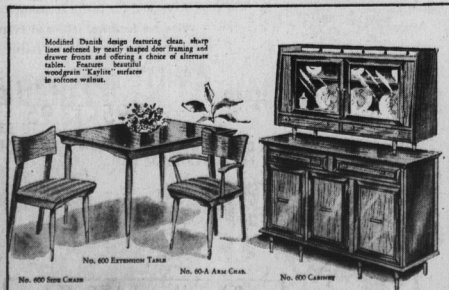 Modified Danish design featuring clean, sharp
lines softened by neatly shaped door framing and
drawer fronts and offering a choice of alternate
tables. Features beautiful
woodgrain "Kaylite" surfaces
in softone walnut.
No. 600 EXTENSION TABLE
No. 60-A ARM CHAIR
No. 600 SIDE CHAIR
No. 600 CABINET